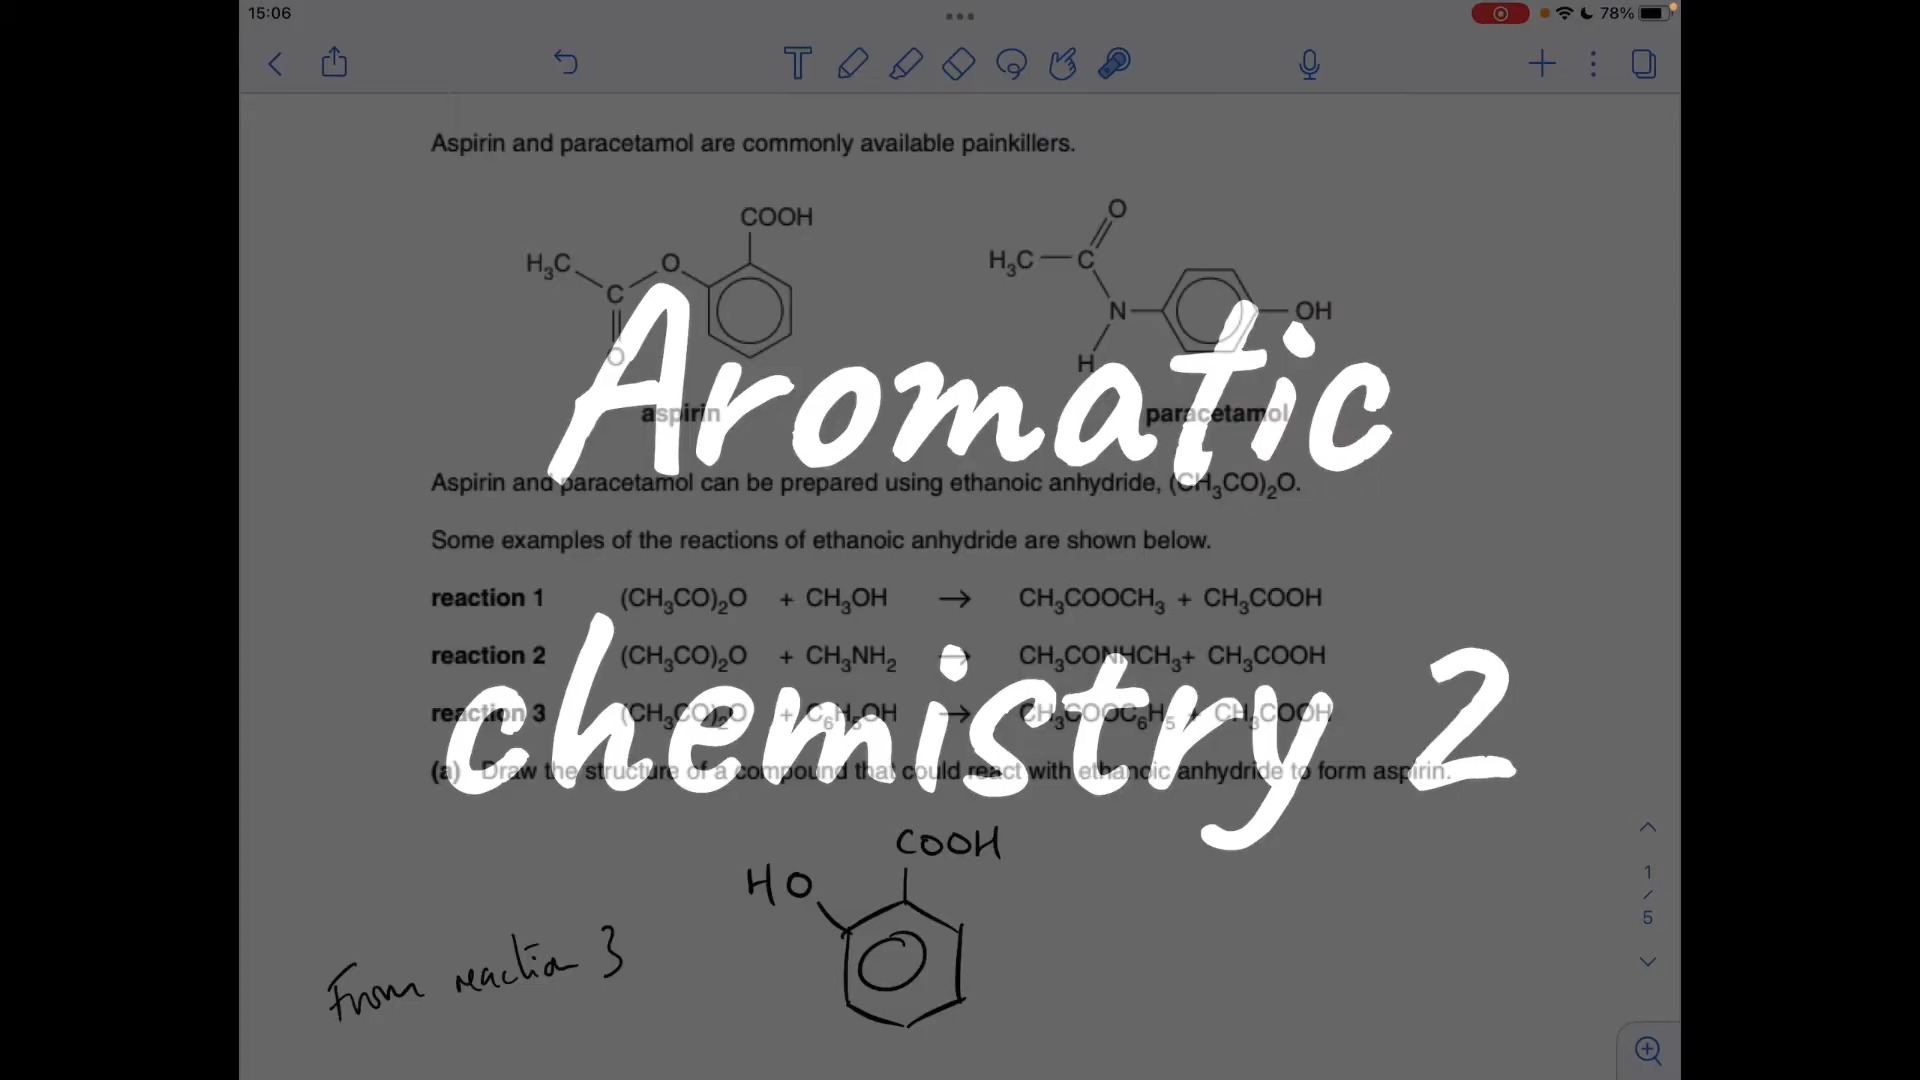 15:06
78%
Aspirin and paracetamol are commonly available painkillers.
COOH
H₃C
O
C
O
O
H₃C
C
N
OH
H
Aromatic
aspirin
paracetamol
Aspirin and paracetamol can be prepared using ethanoic anhydride, (CH₃CO)₂O.
Some examples of the reactions of ethanoic anhydride are shown below.
reaction 1 (CH₃CO)₂O + CH₃OH → CH₃COOCH₃ + CH₃COOH
reaction 2 (CH₃CO)₂O + CH₃NH₂ → CH₃CONHCH₃+ CH₃COOH
reaction 3 (CH₃CO)₂O + C₆H₅OH → CH₃COOC₆H₅ + CH₃COOH
chemistry 2
(a) Draw the structure of a compound that could react with ethanoic anhydride to form aspirin.
COOH
HO
From reaction 3
1
/
5